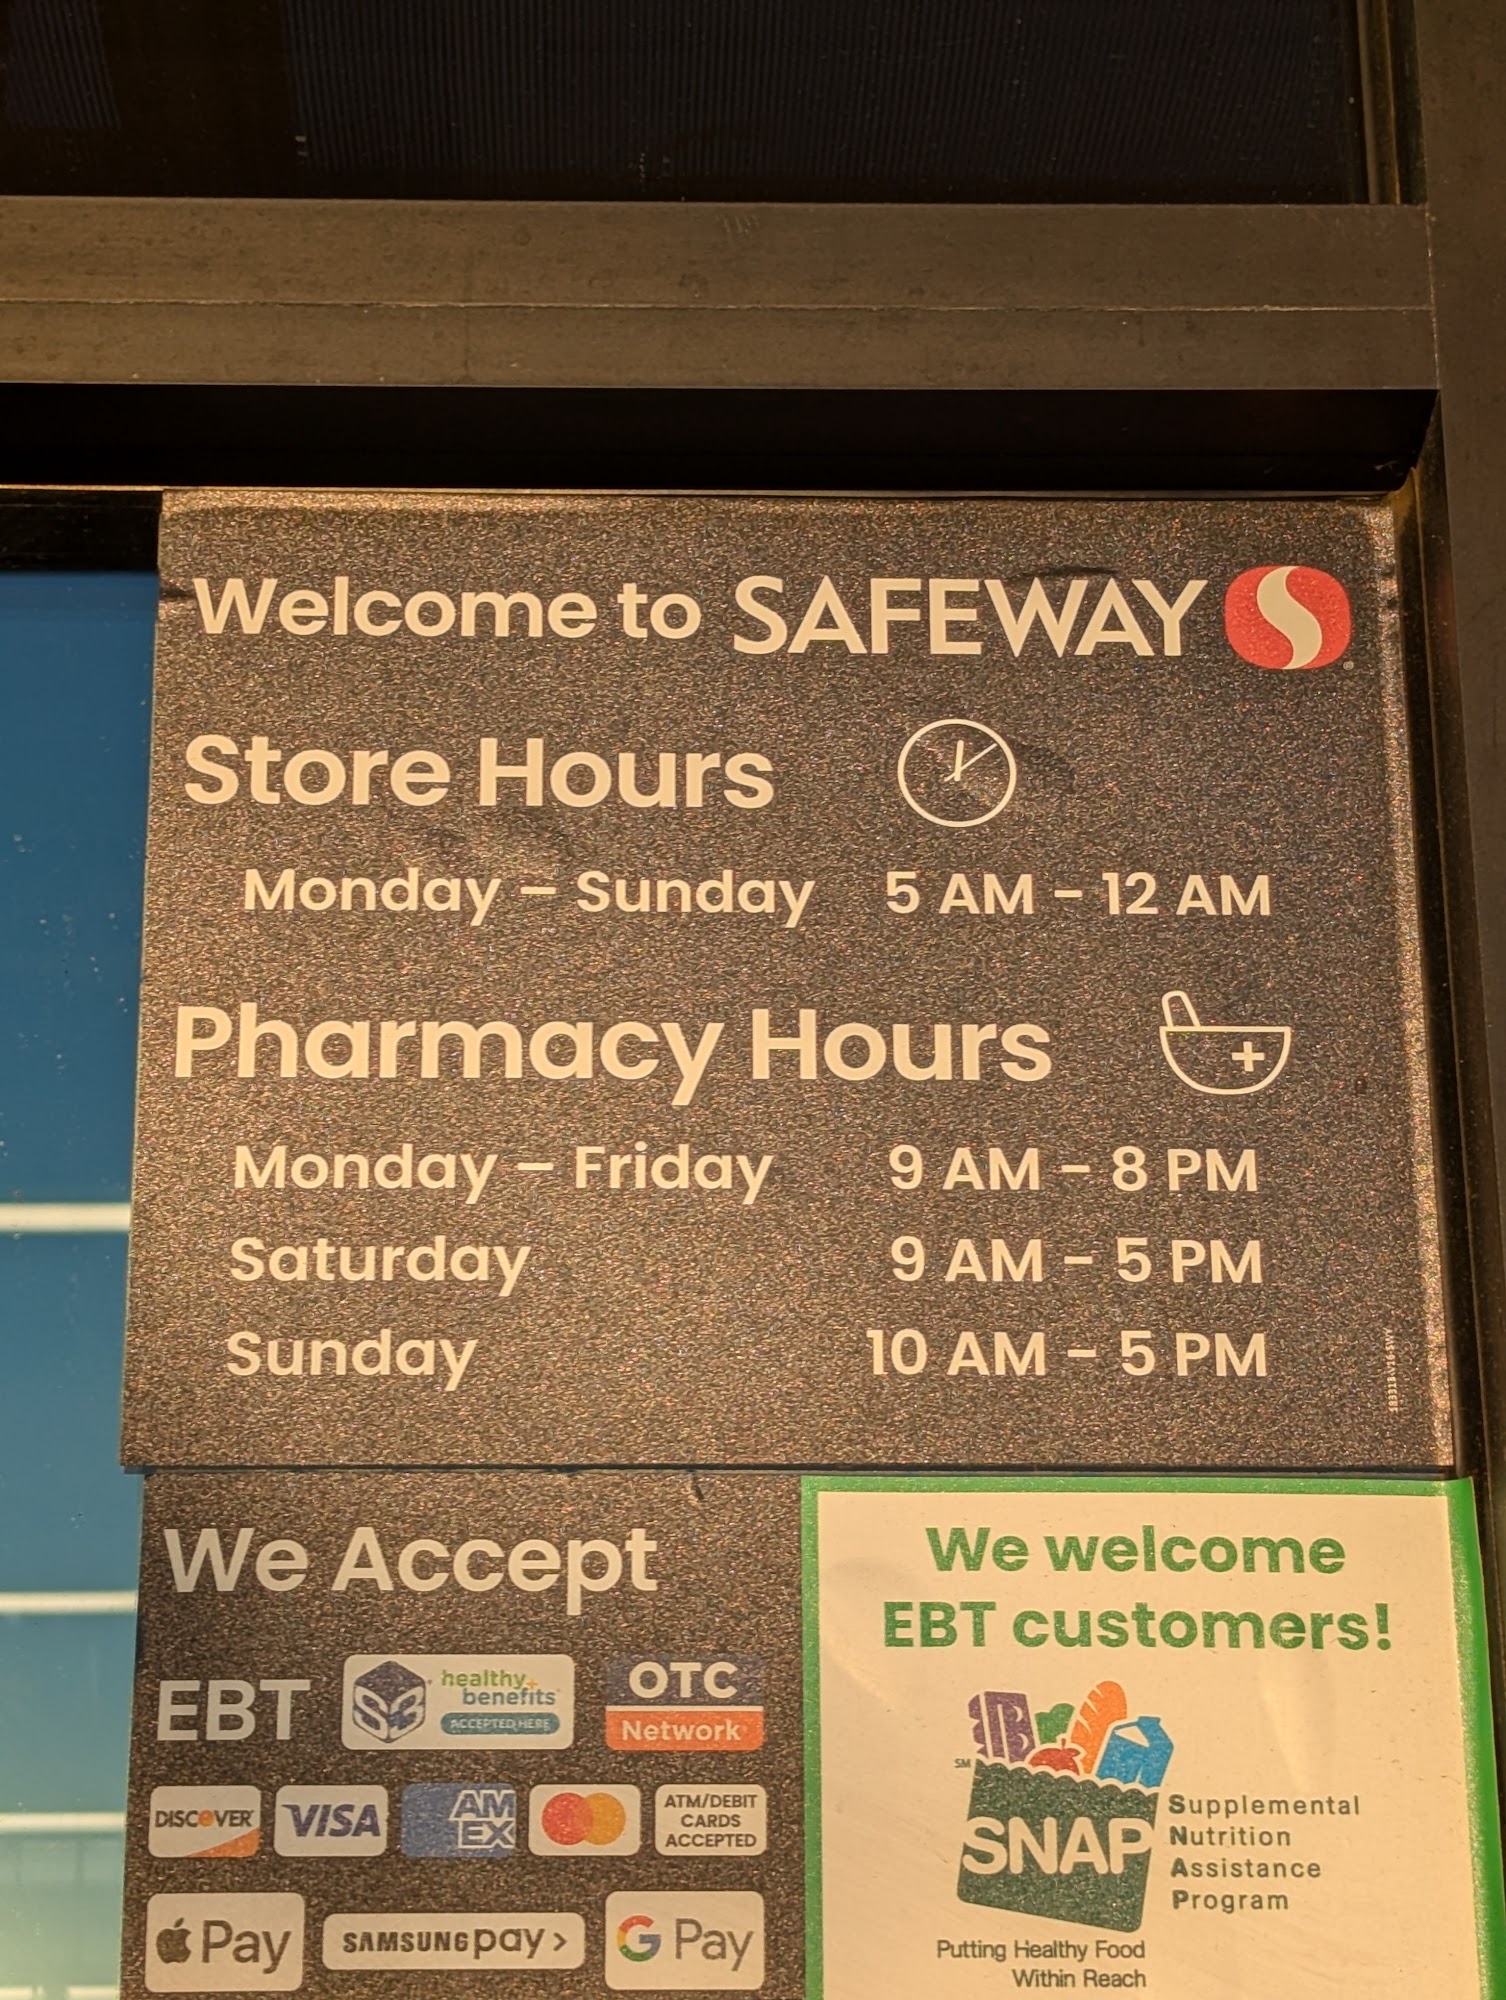 Welcome to SAFEWAY
Store Hours
Monday – Sunday 5 AM – 12 AM
Pharmacy Hours
Monday – Friday 9 AM – 8 PM
Saturday 9 AM – 5 PM
Sunday 10 AM – 5 PM
We Accept
EBT
S3
healthy+
benefits
ACCEPTED HERE
OTC
Network
DISCOVER
VISA
AM
EX
ATM/DEBIT
CARDS
ACCEPTED
Pay
SAMSUNG pay >
G Pay
We welcome
EBT customers!
SM
SNAP
Supplemental
Nutrition
Assistance
Program
Putting Healthy Food
Within Reach